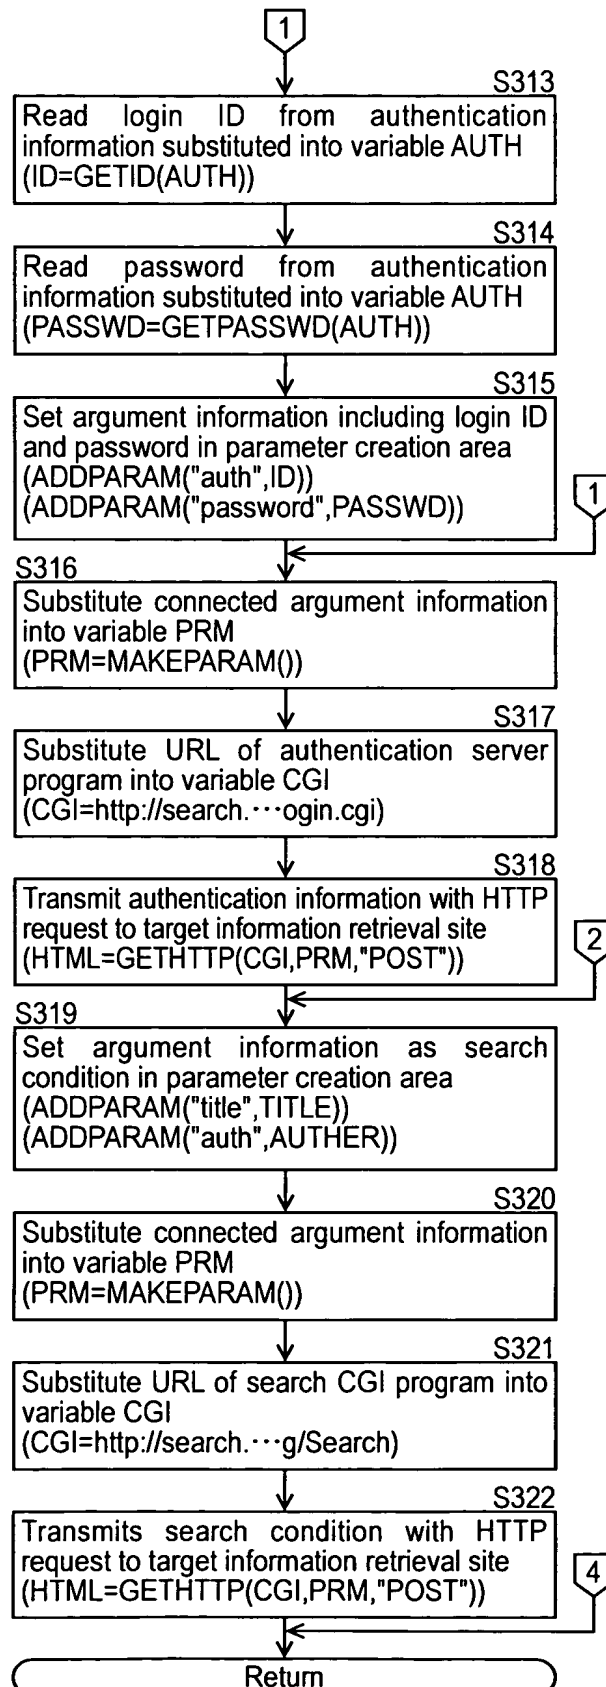 1
S313
Read login ID from authentication
information substituted into variable AUTH
(ID=GETID(AUTH))
S314
Read password from authentication
information substituted into variable AUTH
(PASSWD=GETPASSWD(AUTH))
S315
Set argument information including login ID
and password in parameter creation area
(ADDPARAM("auth",ID))
(ADDPARAM("password",PASSWD))
1
S316
Substitute connected argument information
into variable PRM
(PRM=MAKEPARAM())
S317
Substitute URL of authentication server
program into variable CGI
(CGI=http://search.···ogin.cgi)
S318
Transmit authentication information with HTTP
request to target information retrieval site
(HTML=GETHTTP(CGI,PRM,"POST"))
2
S319
Set argument information as search
condition in parameter creation area
(ADDPARAM("title",TITLE))
(ADDPARAM("auth",AUTHER))
S320
Substitute connected argument information
into variable PRM
(PRM=MAKEPARAM())
S321
Substitute URL of search CGI program into
variable CGI
(CGI=http://search.···g/Search)
S322
Transmits search condition with HTTP
request to target information retrieval site
(HTML=GETHTTP(CGI,PRM,"POST"))
4
Return